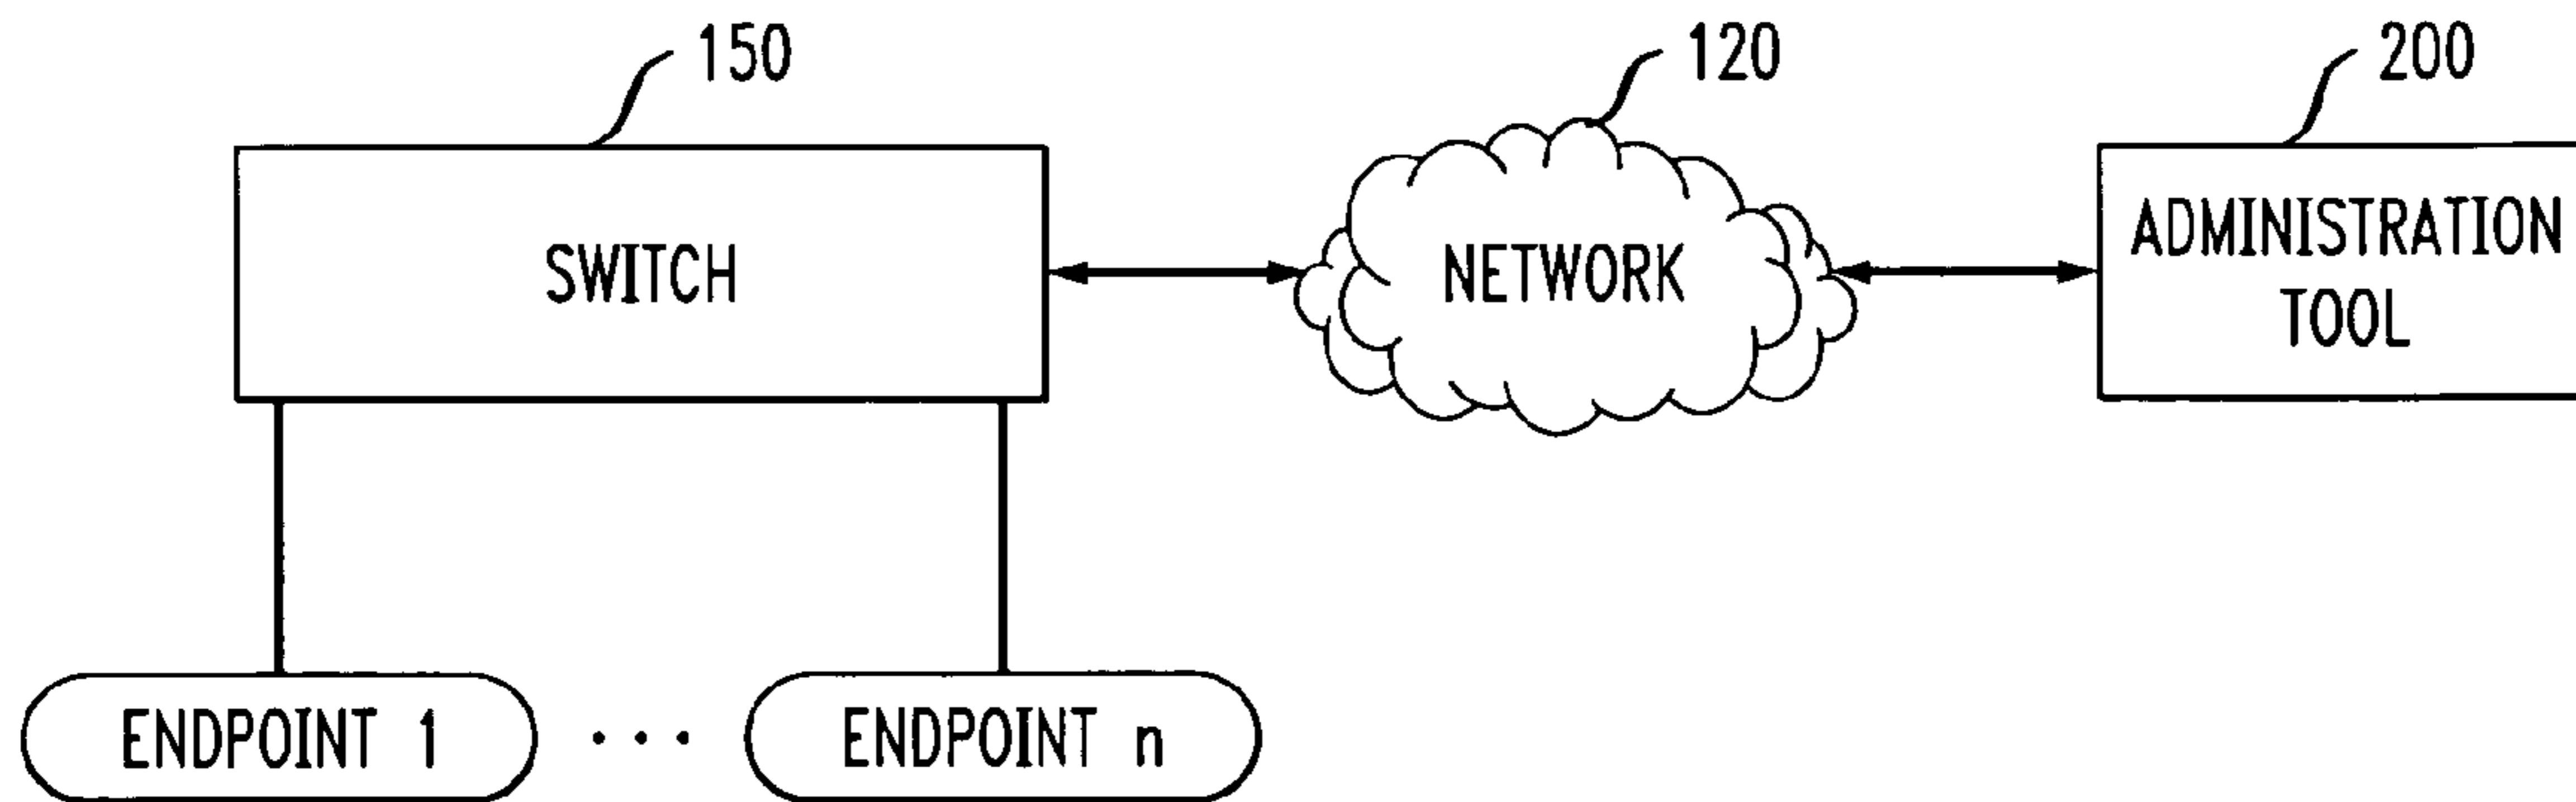 150
120
200
SWITCH
NETWORK
ADMINISTRATION
TOOL
ENDPOINT 1
...
ENDPOINT n